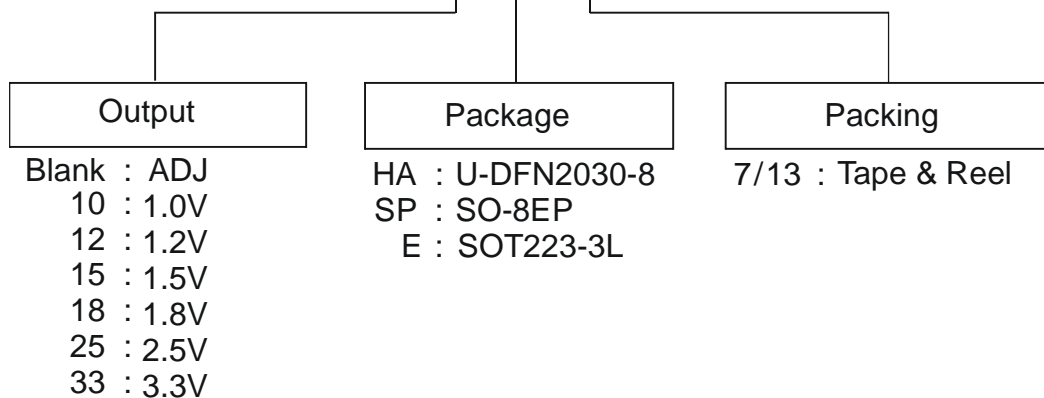 Output
Blank : ADJ
10 : 1.0V
12 : 1.2V
15 : 1.5V
18 : 1.8V
25 : 2.5V
33 : 3.3V
Package
HA : U-DFN2030-8
SP : SO-8EP
E : SOT223-3L
Packing
7/13 : Tape & Reel